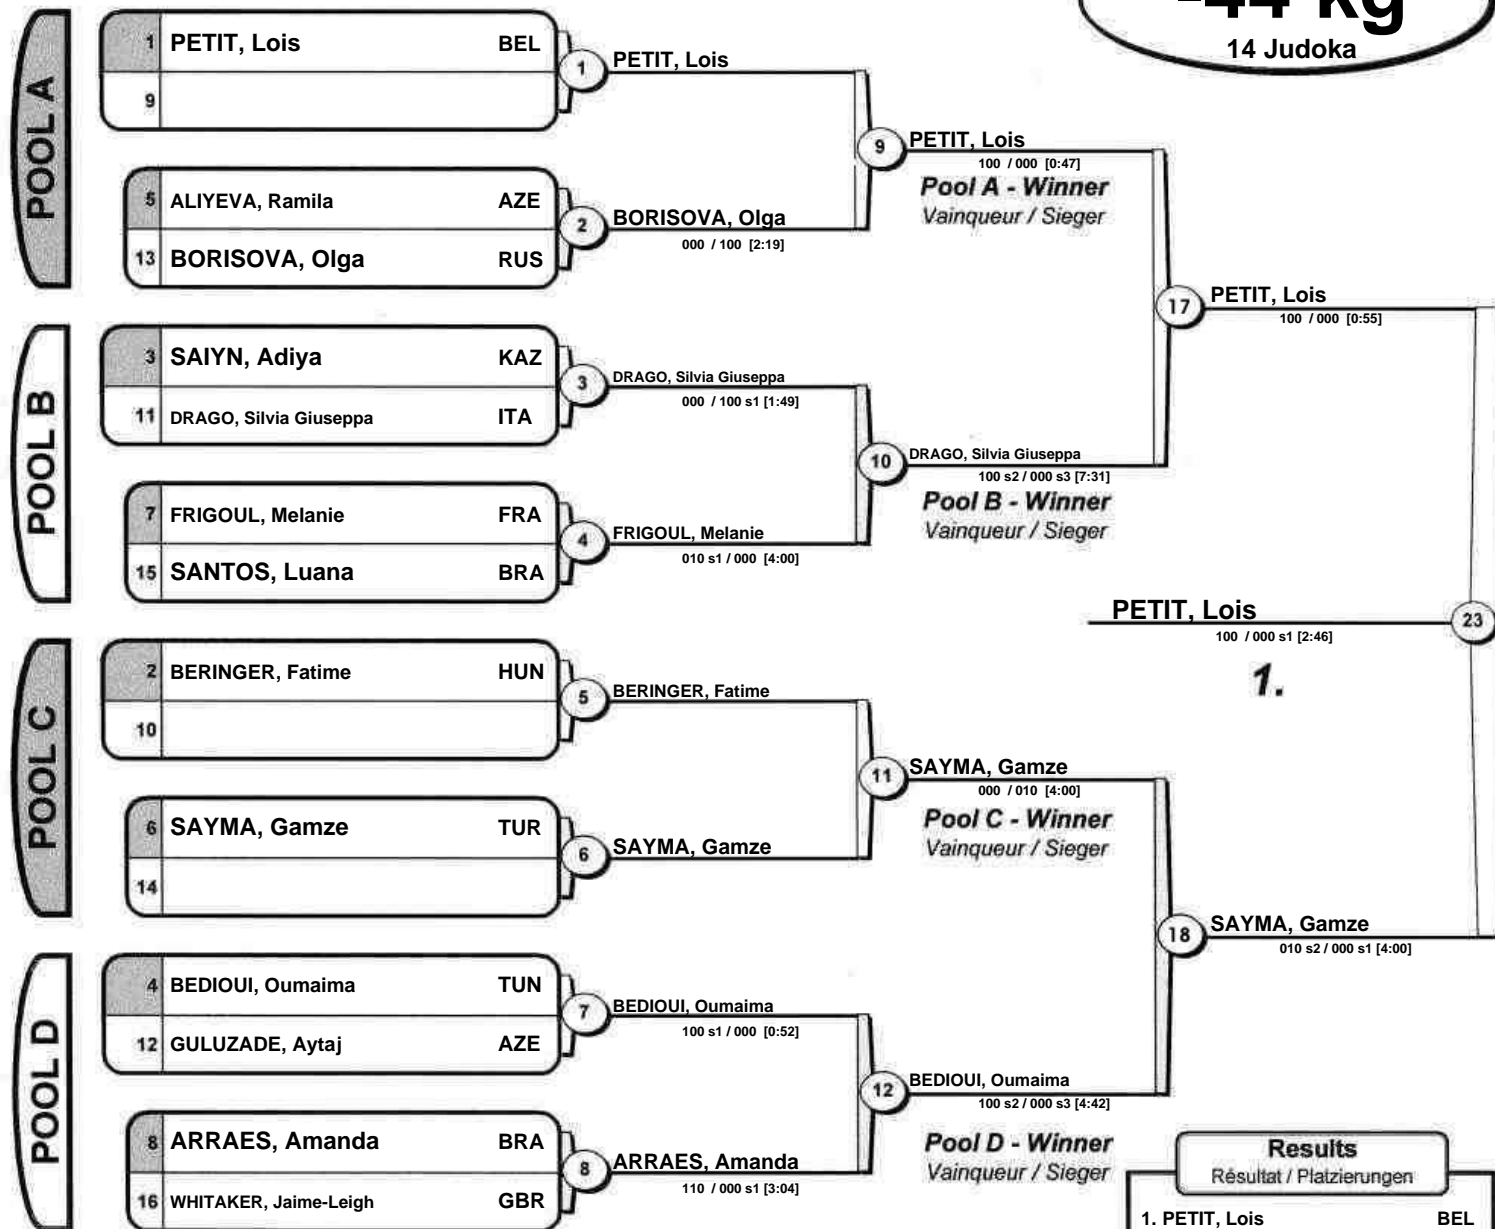 -44 kg
14 Judoka
POOL A
1 PETIT, Lois BEL
9
1 PETIT, Lois
5 ALIYEVA, Ramila AZE
13 BORISOVA, Olga RUS
2 BORISOVA, Olga
000 / 100 [2:19]
9 PETIT, Lois
100 / 000 [0:47]
Pool A - Winner
Vainqueur / Sieger
POOL B
3 SAIYN, Adiya KAZ
11 DRAGO, Silvia Giuseppa ITA
3 DRAGO, Silvia Giuseppa
000 / 100 s1 [1:49]
7 FRIGOUL, Melanie FRA
15 SANTOS, Luana BRA
4 FRIGOUL, Melanie
010 s1 / 000 [4:00]
10 DRAGO, Silvia Giuseppa
100 s2 / 000 s3 [7:31]
Pool B - Winner
Vainqueur / Sieger
17 PETIT, Lois
100 / 000 [0:55]
PETIT, Lois 23
100 / 000 s1 [2:46]
1.
POOL C
2 BERINGER, Fatime HUN
10
5 BERINGER, Fatime
6 SAYMA, Gamze TUR
14
6 SAYMA, Gamze
11 SAYMA, Gamze
000 / 010 [4:00]
Pool C - Winner
Vainqueur / Sieger
18 SAYMA, Gamze
010 s2 / 000 s1 [4:00]
POOL D
4 BEDIOUI, Oumaima TUN
12 GULUZADE, Aytaj AZE
7 BEDIOUI, Oumaima
100 s1 / 000 [0:52]
8 ARRAES, Amanda BRA
16 WHITAKER, Jaime-Leigh GBR
8 ARRAES, Amanda
110 / 000 s1 [3:04]
12 BEDIOUI, Oumaima
100 s2 / 000 s3 [4:42]
Pool D - Winner
Vainqueur / Sieger
Results
Résultat / Platzierungen
1. PETIT, Lois BEL